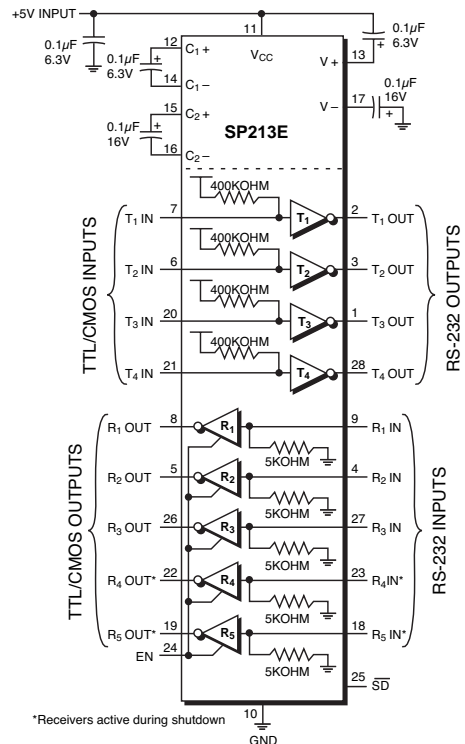 +5V INPUT
11
VCC
0.1µF
6.3V
12
C1 +
0.1µF
6.3V
14
C1 –
15
C2 +
0.1µF
16V
16
C2 –
0.1µF
6.3V
V +
13
0.1µF
16V
V –
17
SP213E
TTL/CMOS INPUTS
RS-232 OUTPUTS
400KOHM
T1 IN
7
T1
2
T1 OUT
400KOHM
T2 IN
6
T2
3
T2 OUT
400KOHM
T3 IN
20
T3
1
T3 OUT
400KOHM
T4 IN
21
T4
28
T4 OUT
TTL/CMOS OUTPUTS
RS-232 INPUTS
R1 OUT
8
R1
9
R1 IN
5KOHM
R2 OUT
5
R2
4
R2 IN
5KOHM
R3 OUT
26
R3
27
R3 IN
5KOHM
R4 OUT*
22
R4
23
R4IN*
5KOHM
R5 OUT*
19
R5
18
R5 IN*
5KOHM
EN
24
25
SD
*Receivers active during shutdown
10
GND